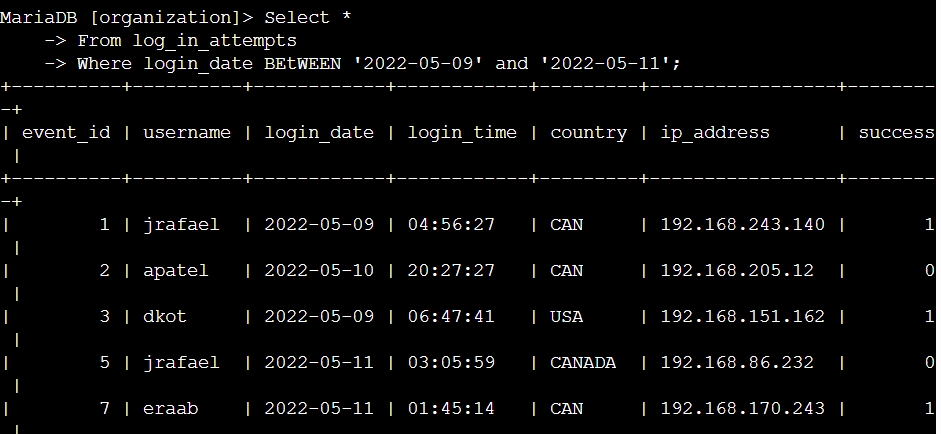 MariaDB [organization]> Select *
    -> From log_in_attempts
    -> Where login_date BEtWEEN '2022-05-09' and '2022-05-11';
+----------+----------+------------+------------+---------+-----------------+--------
-+
| event_id | username | login_date | login_time | country | ip_address      | success
 |
+----------+----------+------------+------------+---------+-----------------+--------
-+
|        1 | jrafael  | 2022-05-09 | 04:56:27   | CAN     | 192.168.243.140 |       1
 |
|        2 | apatel   | 2022-05-10 | 20:27:27   | CAN     | 192.168.205.12  |       0
 |
|        3 | dkot     | 2022-05-09 | 06:47:41   | USA     | 192.168.151.162 |       1
 |
|        5 | jrafael  | 2022-05-11 | 03:05:59   | CANADA  | 192.168.86.232  |       0
 |
|        7 | eraab    | 2022-05-11 | 01:45:14   | CAN     | 192.168.170.243 |       1
 |